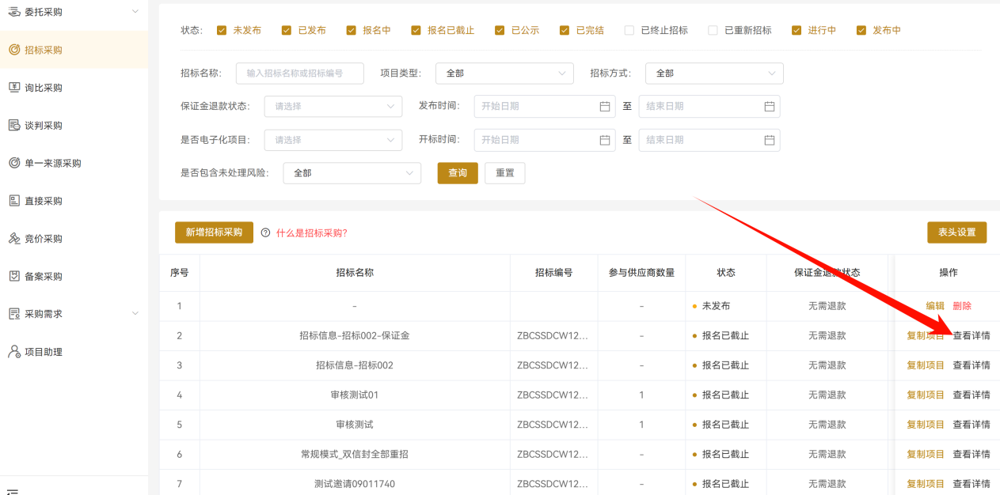 委托采购
招标采购
询比采购
谈判采购
单一来源采购
直接采购
竞价采购
备案采购
采购需求
项目助理
状态: 未发布 已发布 报名中 报名已截止 已公示 已完结 已终止招标 已重新招标 进行中 发布中
招标名称: 输入招标名称或招标编号 项目类型: 全部 招标方式: 全部
保证金退款状态: 请选择 发布时间: 开始日期 至 结束日期
是否电子化项目: 请选择 开标时间: 开始日期 至 结束日期
是否包含未处理风险: 全部 查询 重置
新增招标采购 什么是招标采购? 表头设置
序号 招标名称 招标编号 参与供应商数量 状态 保证金退款状态 操作
1 - - 未发布 无需退款 编辑 删除
2 招标信息-招标002-保证金 ZBCSSDCW12... - 报名已截止 无需退款 复制项目 查看详情
3 招标信息-招标002 ZBCSSDCW12... - 报名已截止 无需退款 复制项目 查看详情
4 审核测试01 ZBCSSDCW12... 1 报名已截止 无需退款 复制项目 查看详情
5 审核测试 ZBCSSDCW12... 1 报名已截止 无需退款 复制项目 查看详情
6 常规模式_双信封全部重招 ZBCSSDCW12... - 报名已截止 无需退款 复制项目 查看详情
7 测试邀请09011740 ZBCSSDCW12... - 报名已截止 无需退款 复制项目 查看详情